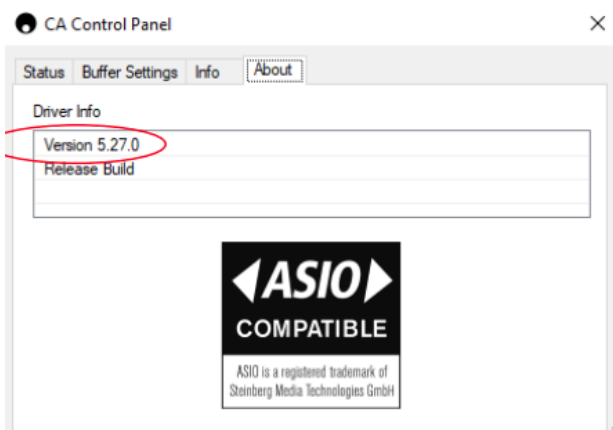 CA Control Panel
Status Buffer Settings Info About
Driver Info
Version 5.27.0
Release Build
ASIO
COMPATIBLE
ASIO is a registered trademark of
Steinberg Media Technologies GmbH